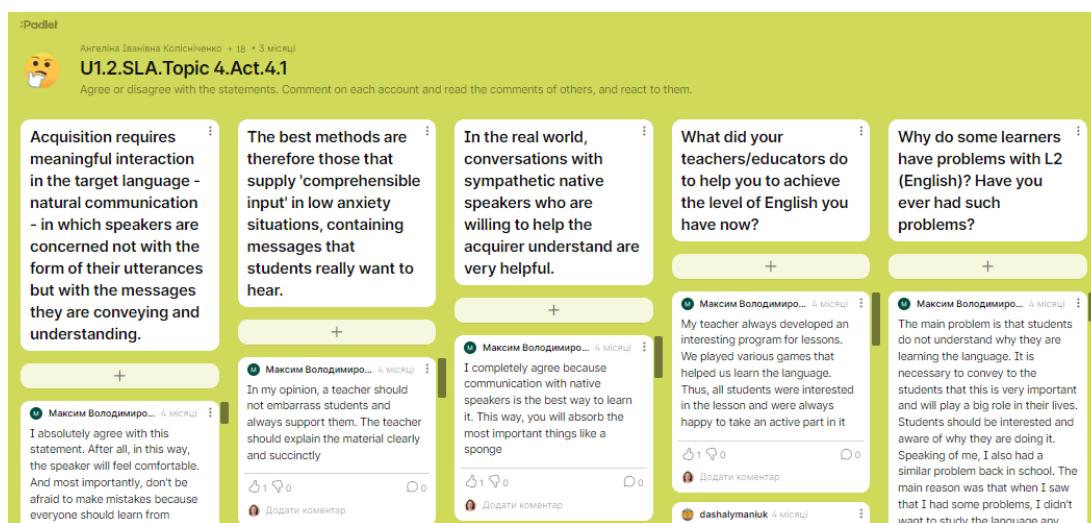 :Padlet
Ангеліна Іванівна Колісніченко + 18 • 3 місяці
U1.2.SLA.Topic 4.Act.4.1
Agree or disagree with the statements. Comment on each account and read the comments of others, and react to them.
Acquisition requires
meaningful interaction
in the target language -
natural communication
- in which speakers are
concerned not with the
form of their utterances
but with the messages
they are conveying and
understanding.
+
М Максим Володимиро... 4 місяці
I absolutely agree with this
statement. After all, in this way,
the speaker will feel comfortable.
And most importantly, don't be
afraid to make mistakes because
everyone should learn from
The best methods are
therefore those that
supply 'comprehensible
input' in low anxiety
situations, containing
messages that
students really want to
hear.
+
М Максим Володимиро... 4 місяці
In my opinion, a teacher should
not embarrass students and
always support them. The teacher
should explain the material clearly
and succinctly
1 0 0
Додати коментар
In the real world,
conversations with
sympathetic native
speakers who are
willing to help the
acquirer understand are
very helpful.
+
М Максим Володимиро... 4 місяці
I completely agree because
communication with native
speakers is the best way to learn
it. This way, you will absorb the
most important things like a
sponge
1 0 0
Додати коментар
What did your
teachers/educators do
to help you to achieve
the level of English you
have now?
+
М Максим Володимиро... 4 місяці
My teacher always developed an
interesting program for lessons.
We played various games that
helped us learn the language.
Thus, all students were interested
in the lesson and were always
happy to take an active part in it
1 0 0
Додати коментар
dashalymaniuk 4 місяці
Why do some learners
have problems with L2
(English)? Have you
ever had such
problems?
+
М Максим Володимиро... 4 місяці
The main problem is that students
do not understand why they are
learning the language. It is
necessary to convey to the
students that this is very important
and will play a big role in their lives.
Students should be interested and
aware of why they are doing it.
Speaking of me, I also had a
similar problem back in school. The
main reason was that when I saw
that I had some problems, I didn't
want to study the language any